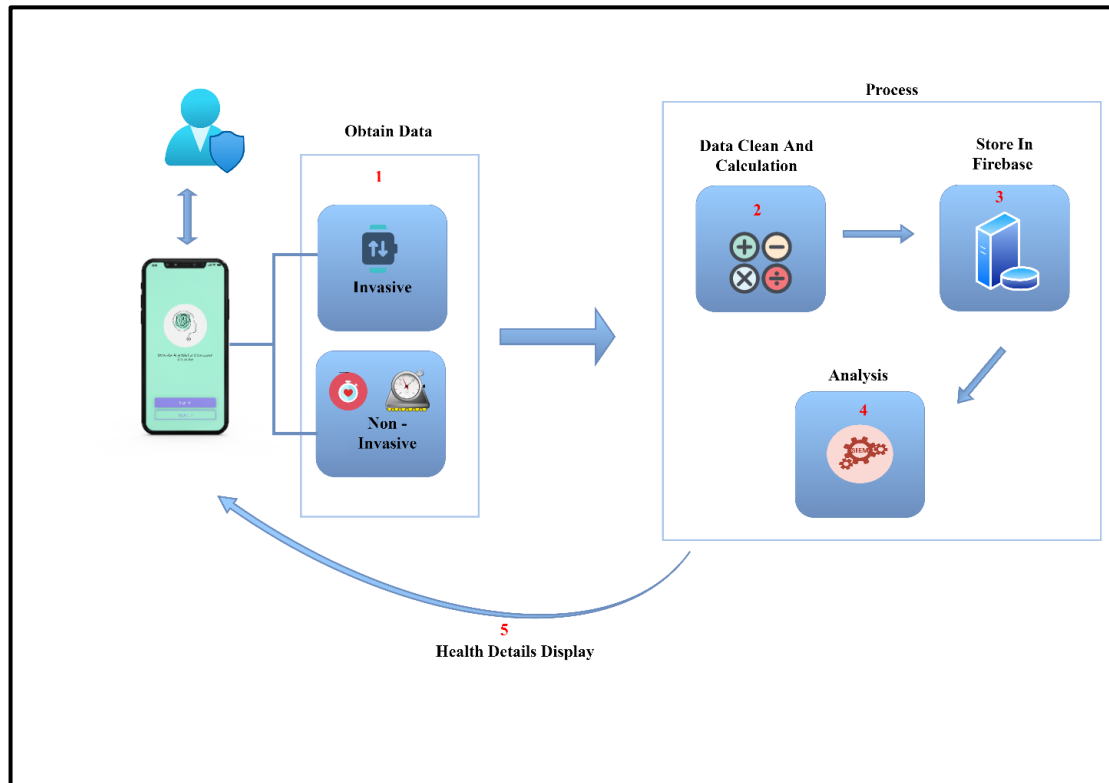 Process
Obtain Data
1
Invasive
Non -
Invasive
Data Clean And
Calculation
2
Store In
Firebase
3
Analysis
4
SIEM
5
Health Details Display